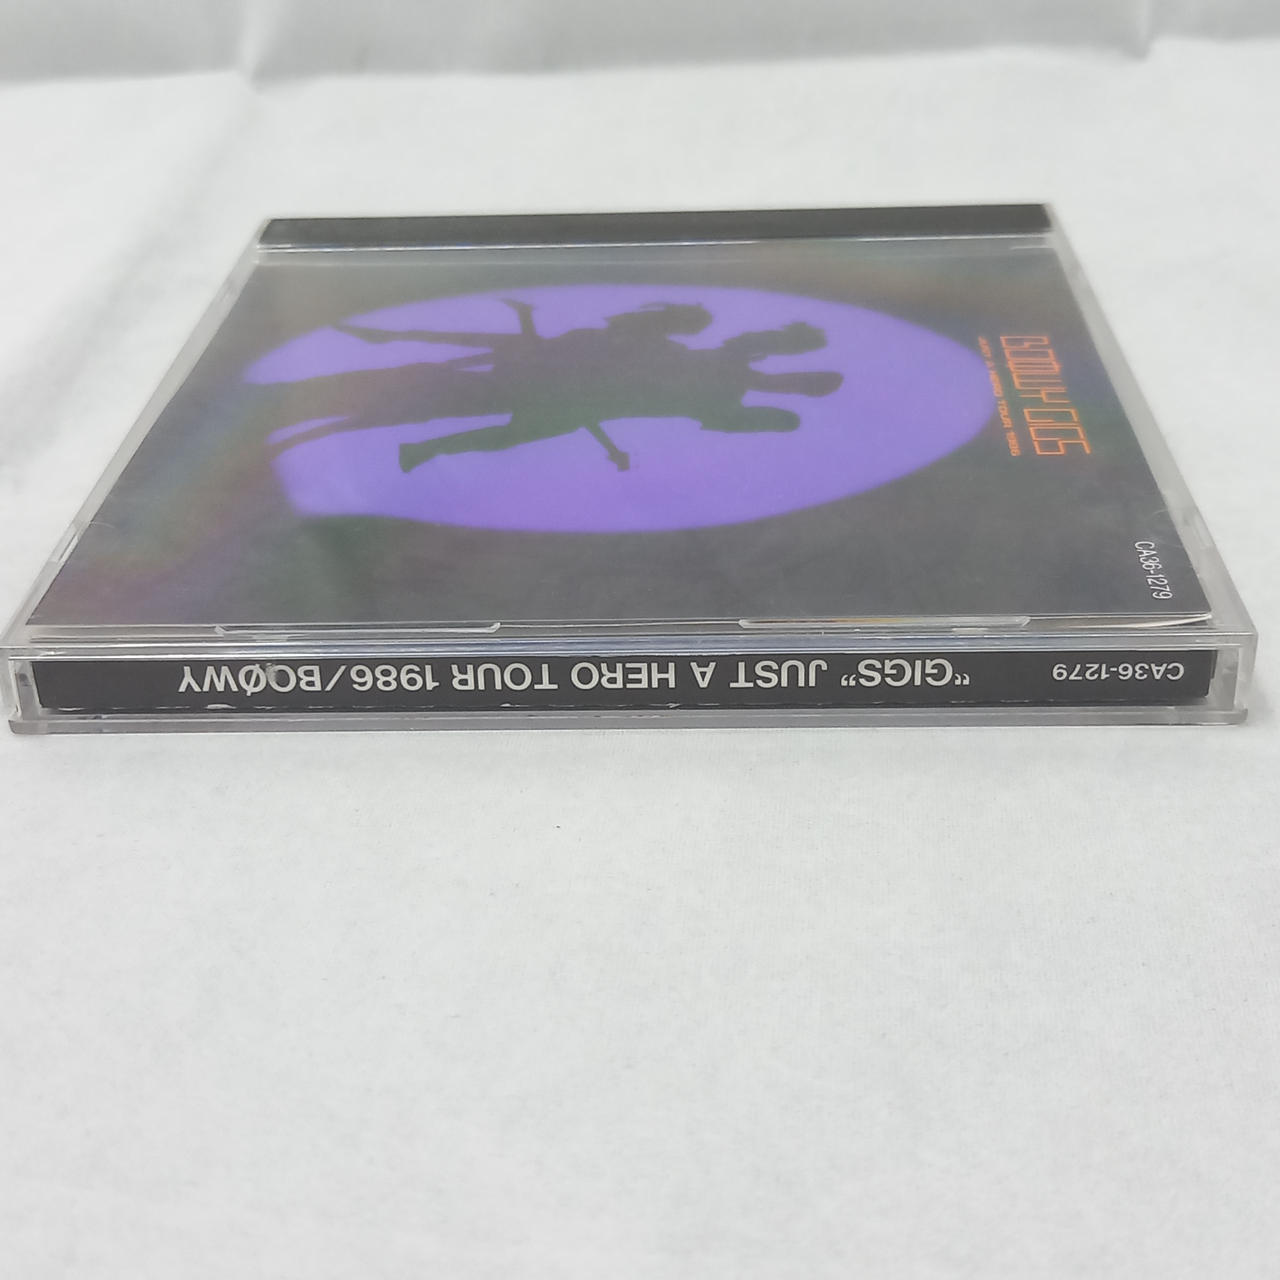 BOØWY GIGS
JUST A HERO TOUR 1986
CA36-1279
CA36-1279 "GIGS" JUST A HERO TOUR 1986/BOØWY